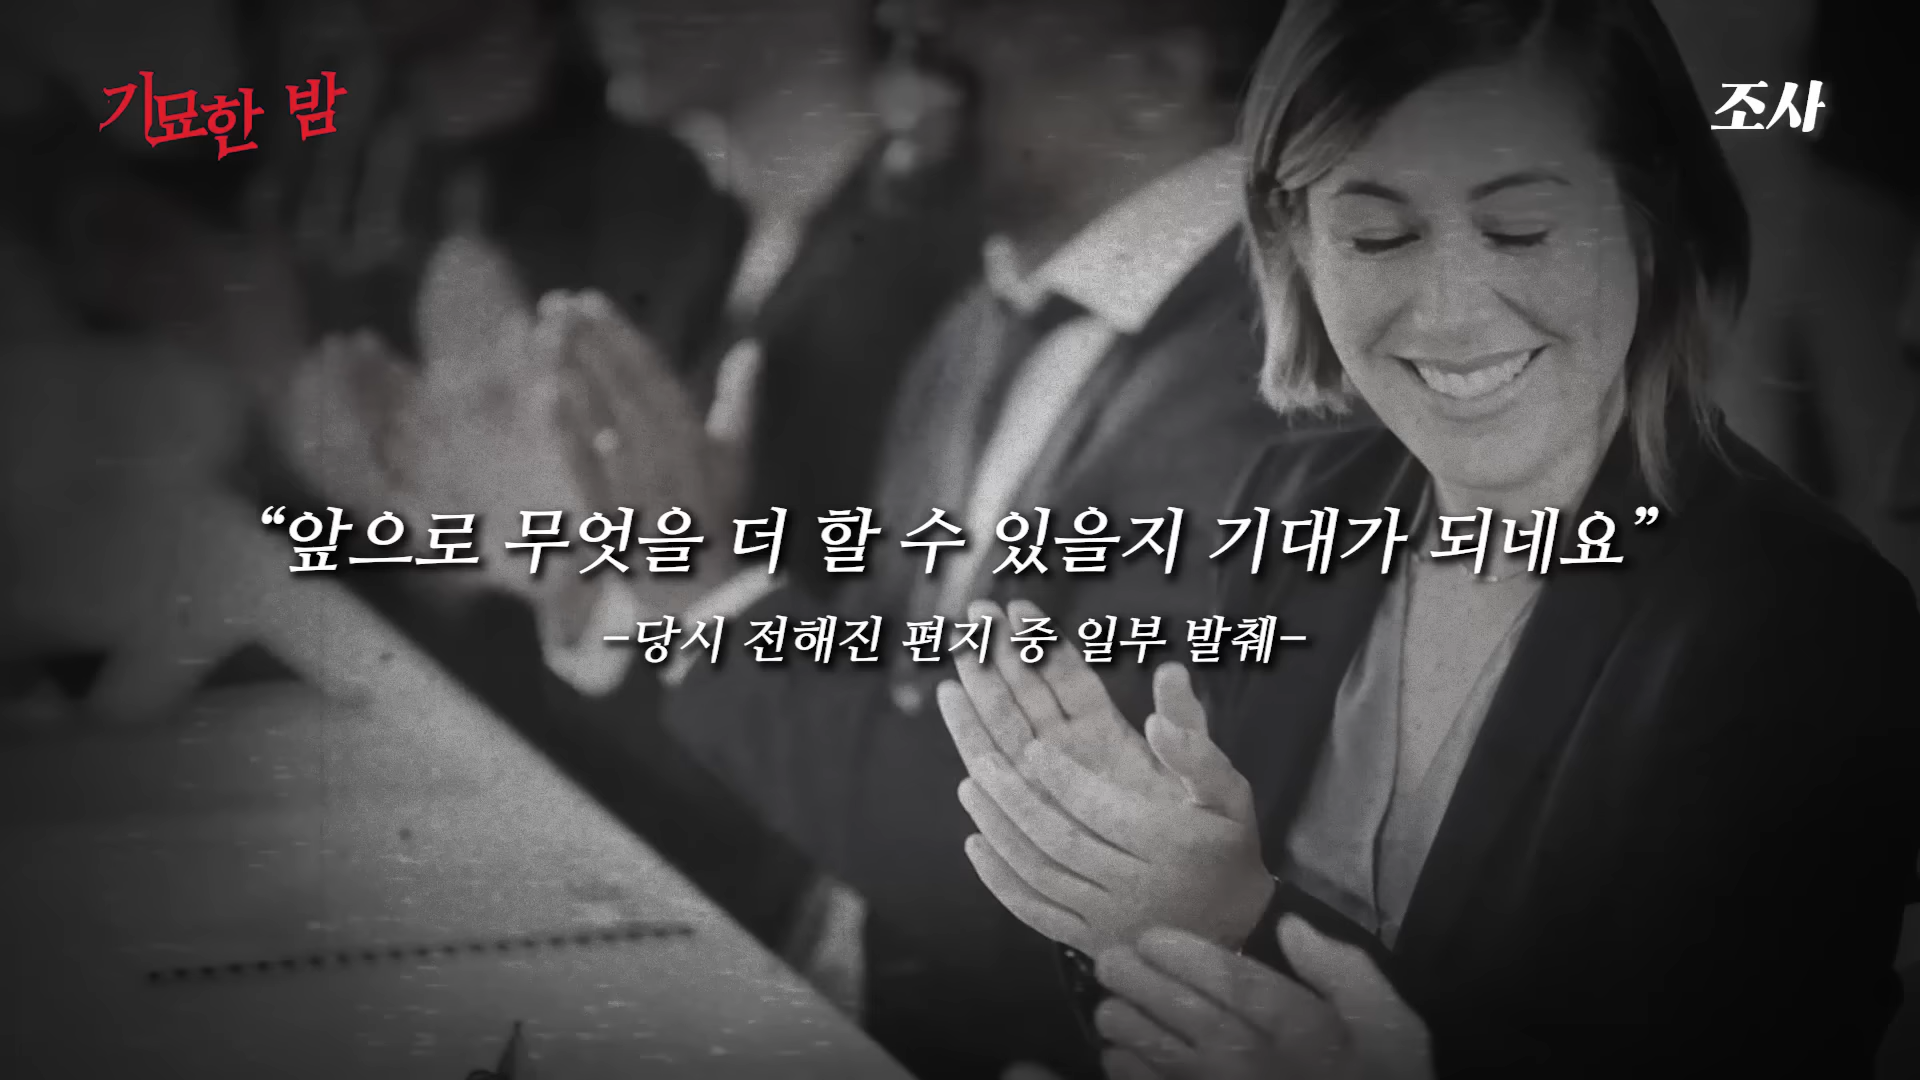 기묘한 밤
조사
“앞으로 무엇을 더 할 수 있을지 기대가 되네요”
-당시 전해진 편지 중 일부 발췌-